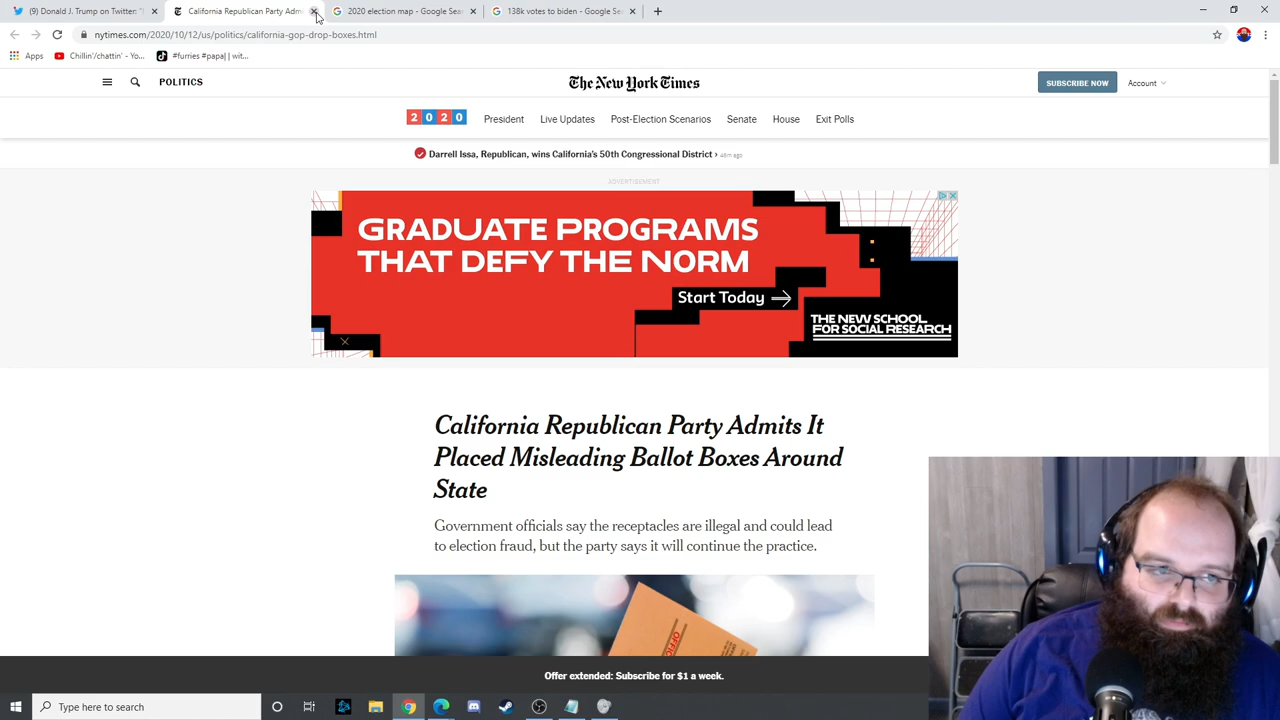 (9) Donald J. Trump on Twitter: "I
California Republican Party Adm
2020 election map - Google Sea
138k votes to biden - Google Se
nytimes.com/2020/10/12/us/politics/california-gop-drop-boxes.html
Apps
Chillin'/chattin' - Yo...
#furries #papa|| wit...
POLITICS
The New York Times
SUBSCRIBE NOW
Account
2020
President
Live Updates
Post-Election Scenarios
Senate
House
Exit Polls
Darrell Issa, Republican, wins California's 50th Congressional District › 46m ago
ADVERTISEMENT
GRADUATE PROGRAMS
THAT DEFY THE NORM
Start Today
THE NEW SCHOOL
FOR SOCIAL RESEARCH
California Republican Party Admits It
Placed Misleading Ballot Boxes Around
State
Government officials say the receptacles are illegal and could lead
to election fraud, but the party says it will continue the practice.
Offer extended: Subscribe for $1 a week.
Type here to search